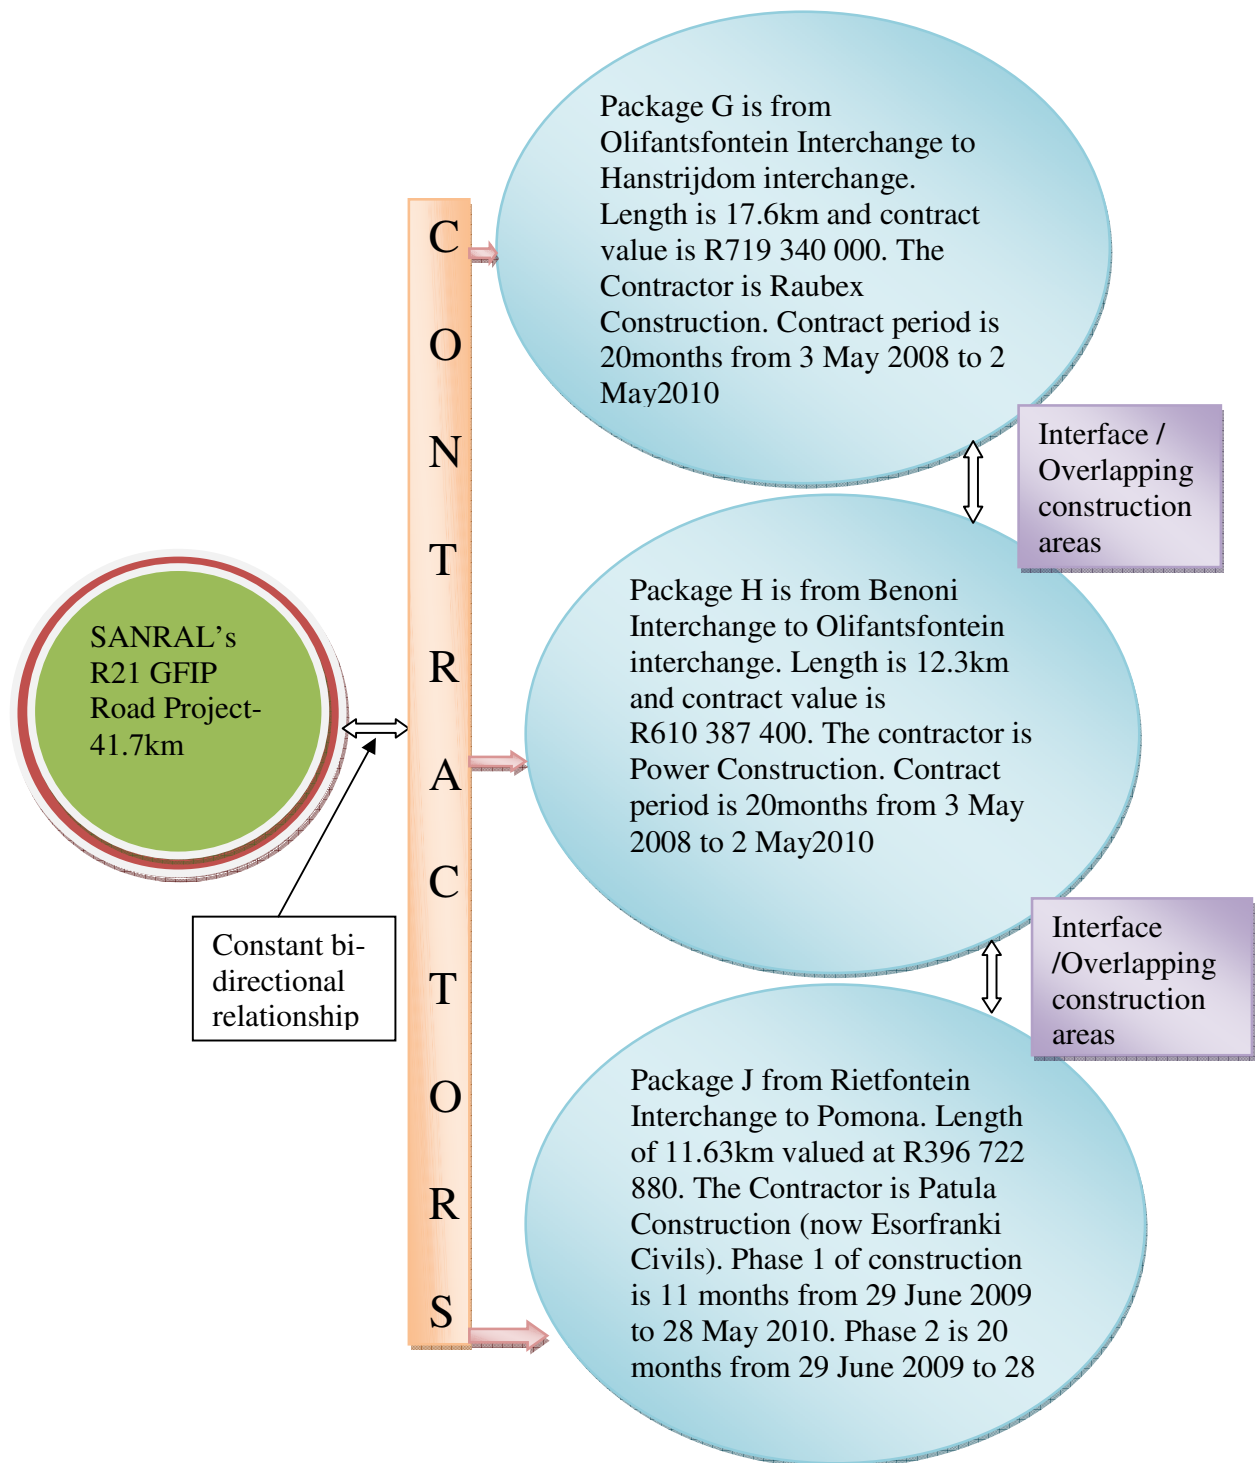 SANRAL’s
R21 GFIP
Road Project-
41.7km
Constant bi-
directional
relationship
C
O
N
T
R
A
C
T
O
R
S
Package G is from
Olifantsfontein Interchange to
Hanstrijdom interchange.
Length is 17.6km and contract
value is R719 340 000. The
Contractor is Raubex
Construction. Contract period is
20months from 3 May 2008 to 2
May2010
Interface /
Overlapping
construction
areas
Package H is from Benoni
Interchange to Olifantsfontein
interchange. Length is 12.3km
and contract value is
R610 387 400. The contractor is
Power Construction. Contract
period is 20months from 3 May
2008 to 2 May2010
Interface
/Overlapping
construction
areas
Package J from Rietfontein
Interchange to Pomona. Length
of 11.63km valued at R396 722
880. The Contractor is Patula
Construction (now Esorfranki
Civils). Phase 1 of construction
is 11 months from 29 June 2009
to 28 May 2010. Phase 2 is 20
months from 29 June 2009 to 28